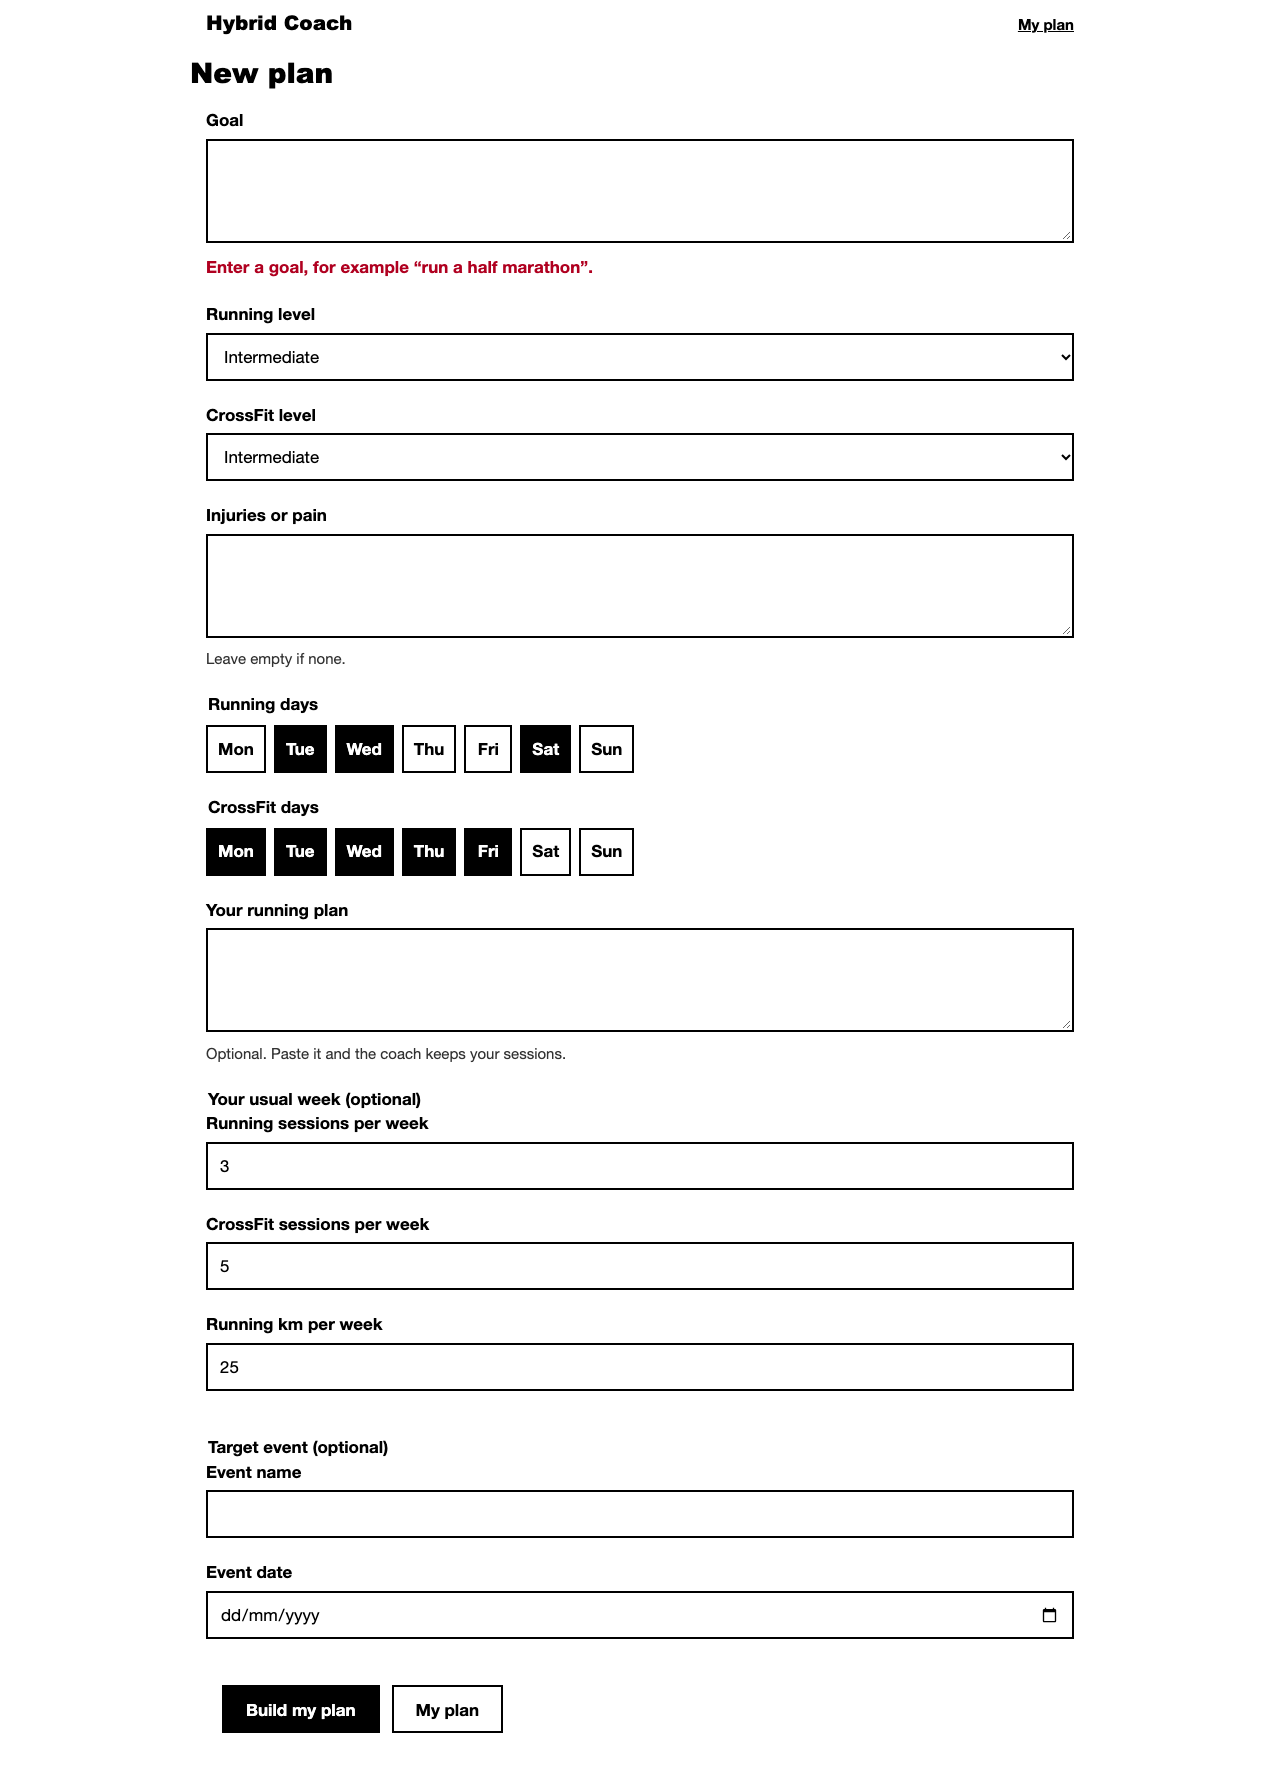 Hybrid Coach
My plan
New plan
Goal
Enter a goal, for example “run a half marathon”.
Running level
Intermediate
CrossFit level
Intermediate
Injuries or pain
Leave empty if none.
Running days
Mon Tue Wed Thu Fri Sat Sun
CrossFit days
Mon Tue Wed Thu Fri Sat Sun
Your running plan
Optional. Paste it and the coach keeps your sessions.
Your usual week (optional)
Running sessions per week
3
CrossFit sessions per week
5
Running km per week
25
Target event (optional)
Event name
Event date
dd/mm/yyyy
Build my plan
My plan